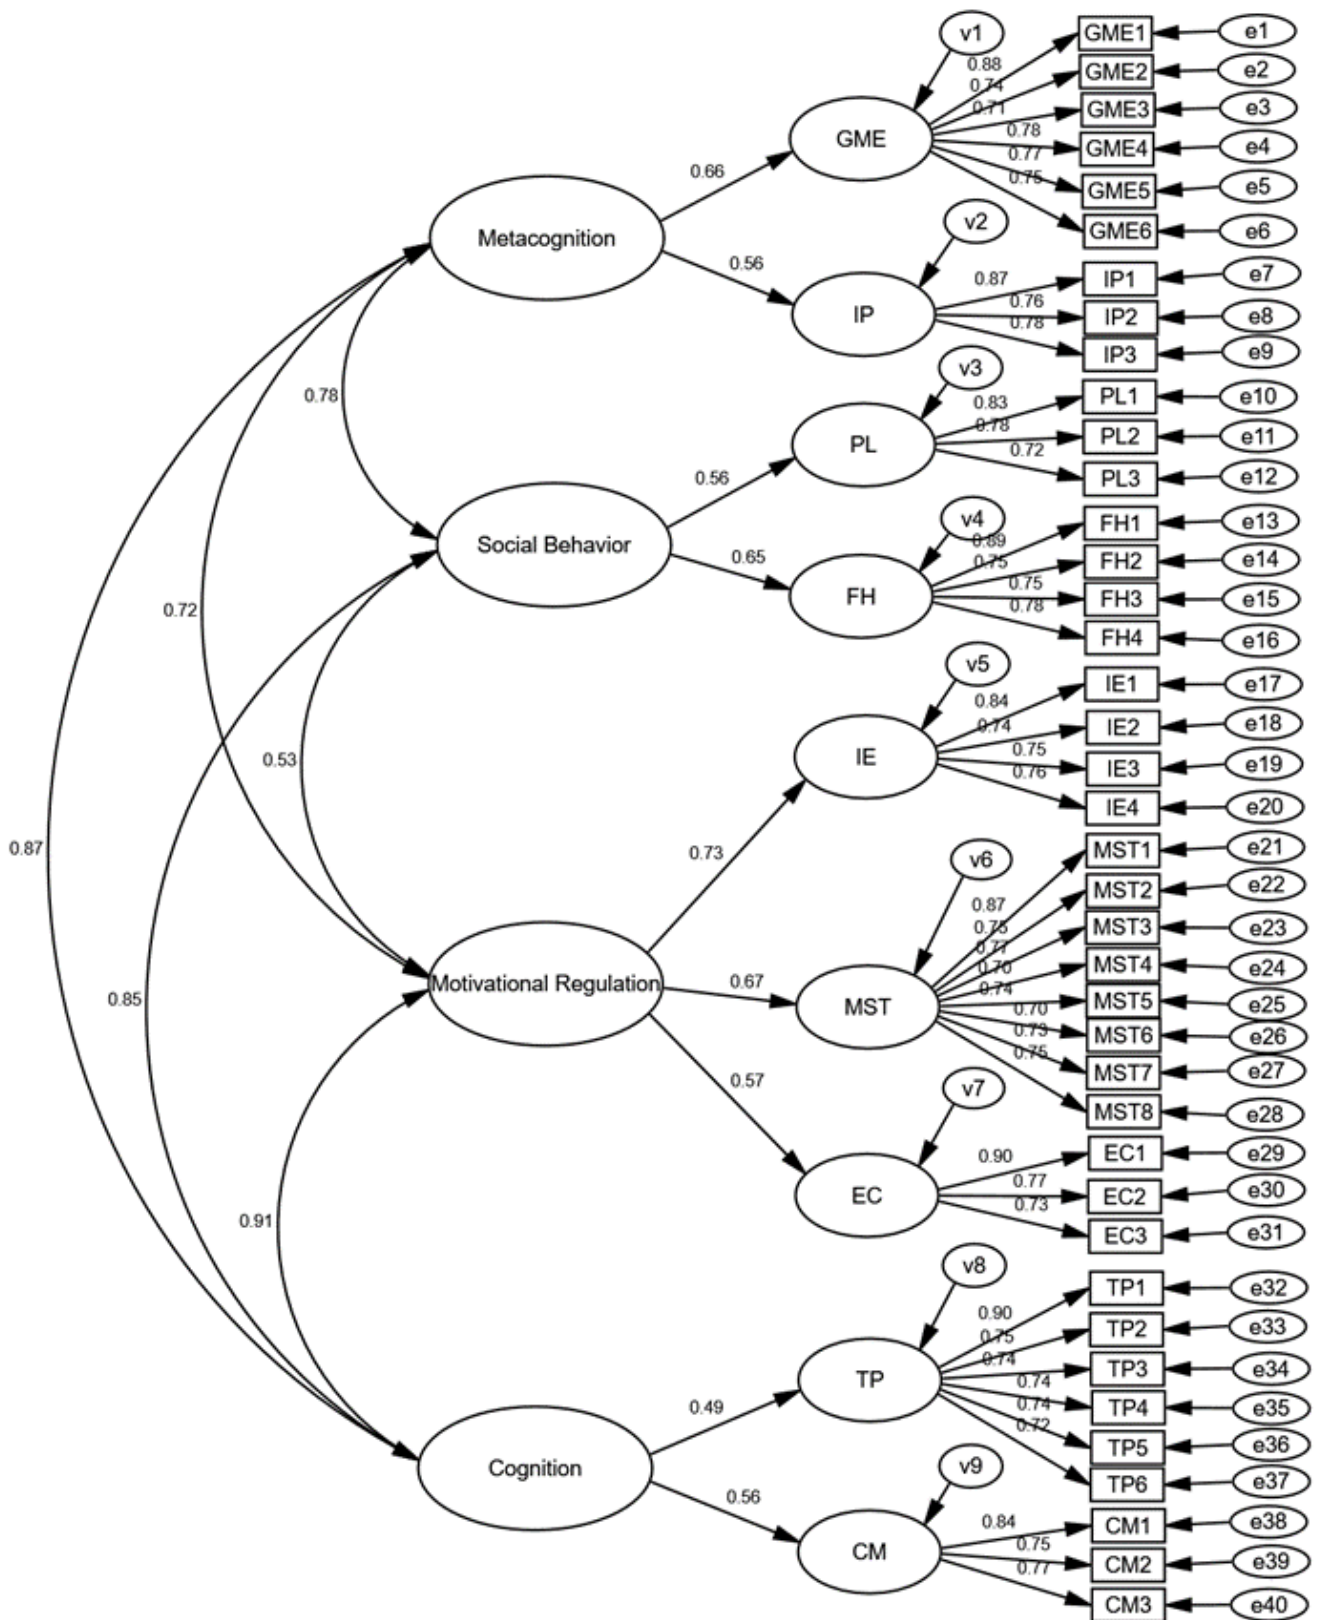 v1
GME1
e1
0.88
GME2
e2
0.74
GME3
e3
0.71
GME
0.78
GME4
e4
0.77
0.66
0.75
GME5
e5
GME6
e6
Metacognition
v2
0.56
IP
0.87
IP1
e7
0.76
IP2
e8
0.78
IP3
e9
v3
0.78
0.83
PL1
e10
0.78
PL
PL2
e11
0.72
PL3
e12
0.56
Social Behavior
v4
0.89
FH1
e13
0.65
0.75
FH2
e14
FH
0.75
FH3
e15
0.78
FH4
e16
0.72
v5
0.84
IE1
e17
0.74
IE2
e18
IE
0.75
IE3
e19
0.76
IE4
e20
0.53
0.73
0.87
v6
MST1
e21
0.87
MST2
e22
0.75
MST3
e23
0.77
0.70
MST4
e24
Motivational Regulation
0.67
0.74
MST5
e25
0.85
MST
0.70
MST6
e26
0.73
MST7
e27
0.75
MST8
e28
0.57
v7
0.90
EC1
e29
EC
0.77
EC2
e30
0.73
EC3
e31
0.91
v8
TP1
e32
0.90
TP2
e33
0.75
0.74
TP3
e34
TP
0.74
TP4
e35
0.74
0.49
0.72
TP5
e36
TP6
e37
Cognition
v9
0.56
0.84
CM1
e38
CM
0.75
CM2
e39
0.77
CM3
e40